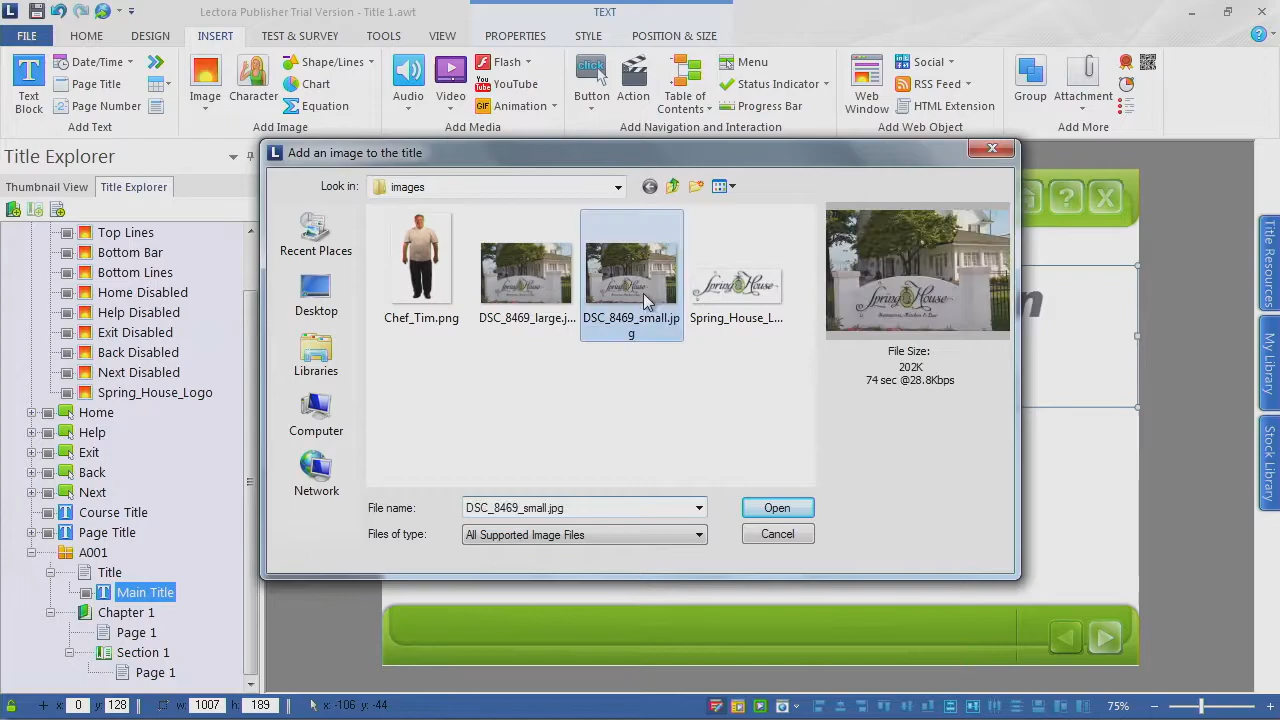 Lectora Publisher Trial Version - Title 1.awt
TEXT
FILE
HOME
DESIGN
INSERT
TEST & SURVEY
TOOLS
VIEW
PROPERTIES
STYLE
POSITION & SIZE
Text
Block
Date/Time
Page Title
Page Number
Add Text
Image
Character
Shape/Lines
Chart
Equation
Add Image
Audio
Video
Flash
YouTube
Animation
Add Media
click
Button
Action
Table of
Contents
Menu
Status Indicator
Progress Bar
Add Navigation and Interaction
Web
Window
Social
RSS Feed
HTML Extension
Add Web Object
Group
Attachment
Add More
Title Explorer
Thumbnail View
Title Explorer
Top Lines
Bottom Bar
Bottom Lines
Home Disabled
Help Disabled
Exit Disabled
Back Disabled
Next Disabled
Spring_House_Logo
Home
Help
Exit
Back
Next
Course Title
Page Title
A001
Title
Main Title
Chapter 1
Page 1
Section 1
Page 1
Add an image to the title
Look in:
images
Recent Places
Desktop
Libraries
Computer
Network
Chef_Tim.png
DSC_8469_large.j...
DSC_8469_small.jp
g
Spring_House_L...
Spring House
File Size:
202K
74 sec @28.8Kbps
File name:
DSC_8469_small.jpg
Open
Files of type:
All Supported Image Files
Cancel
Title Resources
My Library
Stock Library
x: 0
y: 128
w: 1007
h: 189
x: -106 y: -44
75%